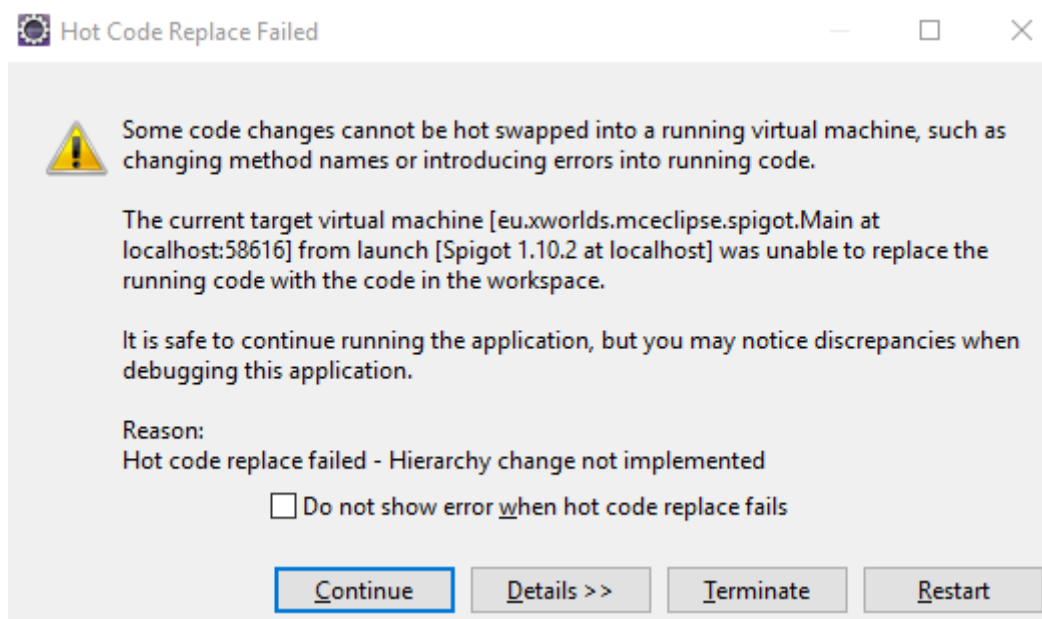 Hot Code Replace Failed
Some code changes cannot be hot swapped into a running virtual machine, such as
changing method names or introducing errors into running code.
The current target virtual machine [eu.xworlds.mceclipse.spigot.Main at
localhost:58616] from launch [Spigot 1.10.2 at localhost] was unable to replace the
running code with the code in the workspace.
It is safe to continue running the application, but you may notice discrepancies when
debugging this application.
Reason:
Hot code replace failed - Hierarchy change not implemented
Do not show error when hot code replace fails
Continue Details >> Terminate Restart